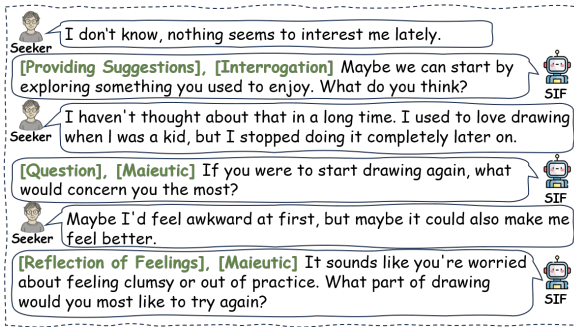 I don't know, nothing seems to interest me lately.
Seeker
[Providing Suggestions], [Interrogation] Maybe we can start by
exploring something you used to enjoy. What do you think?
SIF
I haven't thought about that in a long time. I used to love drawing
when I was a kid, but I stopped doing it completely later on.
Seeker
[Question], [Maieutic] If you were to start drawing again, what
would concern you the most?
SIF
Maybe I'd feel awkward at first, but maybe it could also make me
feel better.
Seeker
[Reflection of Feelings], [Maieutic] It sounds like you're worried
about feeling clumsy or out of practice. What part of drawing
would you most like to try again?
SIF